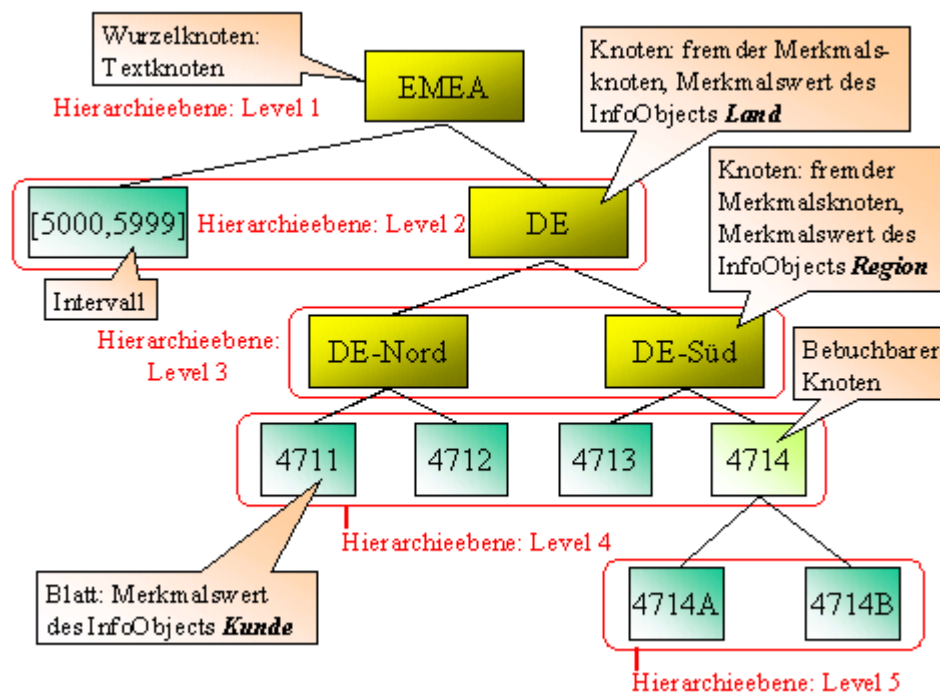 Wurzelknoten:
Textknoten
EMEA
Hierarchieebene: Level 1
Knoten: fremder Merkmals-
knoten, Merkmalswert des
InfoObjects Land
[5000,5999]
Hierarchieebene: Level 2
DE
Knoten: fremder
Merkmalsknoten,
Merkmalswert des
InfoObjects Region
Intervall
Hierarchieebene:
Level 3
DE-Nord
DE-Süd
Bebuchbarer
Knoten
4711
4712
4713
4714
Hierarchieebene: Level 4
Blatt: Merkmalswert
des InfoObjects Kunde
4714A
4714B
Hierarchieebene: Level 5